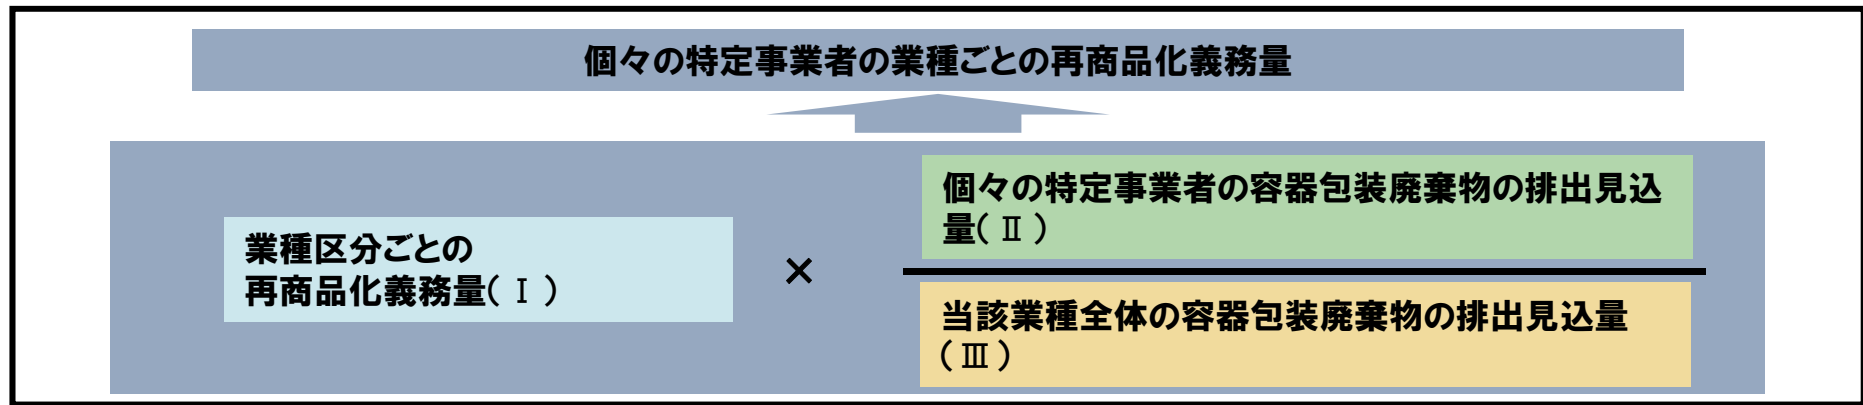 個々の特定事業者の業種ごとの再商品化義務量
業種区分ごとの
再商品化義務量(Ⅰ)
×
個々の特定事業者の容器包装廃棄物の排出見込
量(Ⅱ)
当該業種全体の容器包装廃棄物の排出見込量
(Ⅲ)